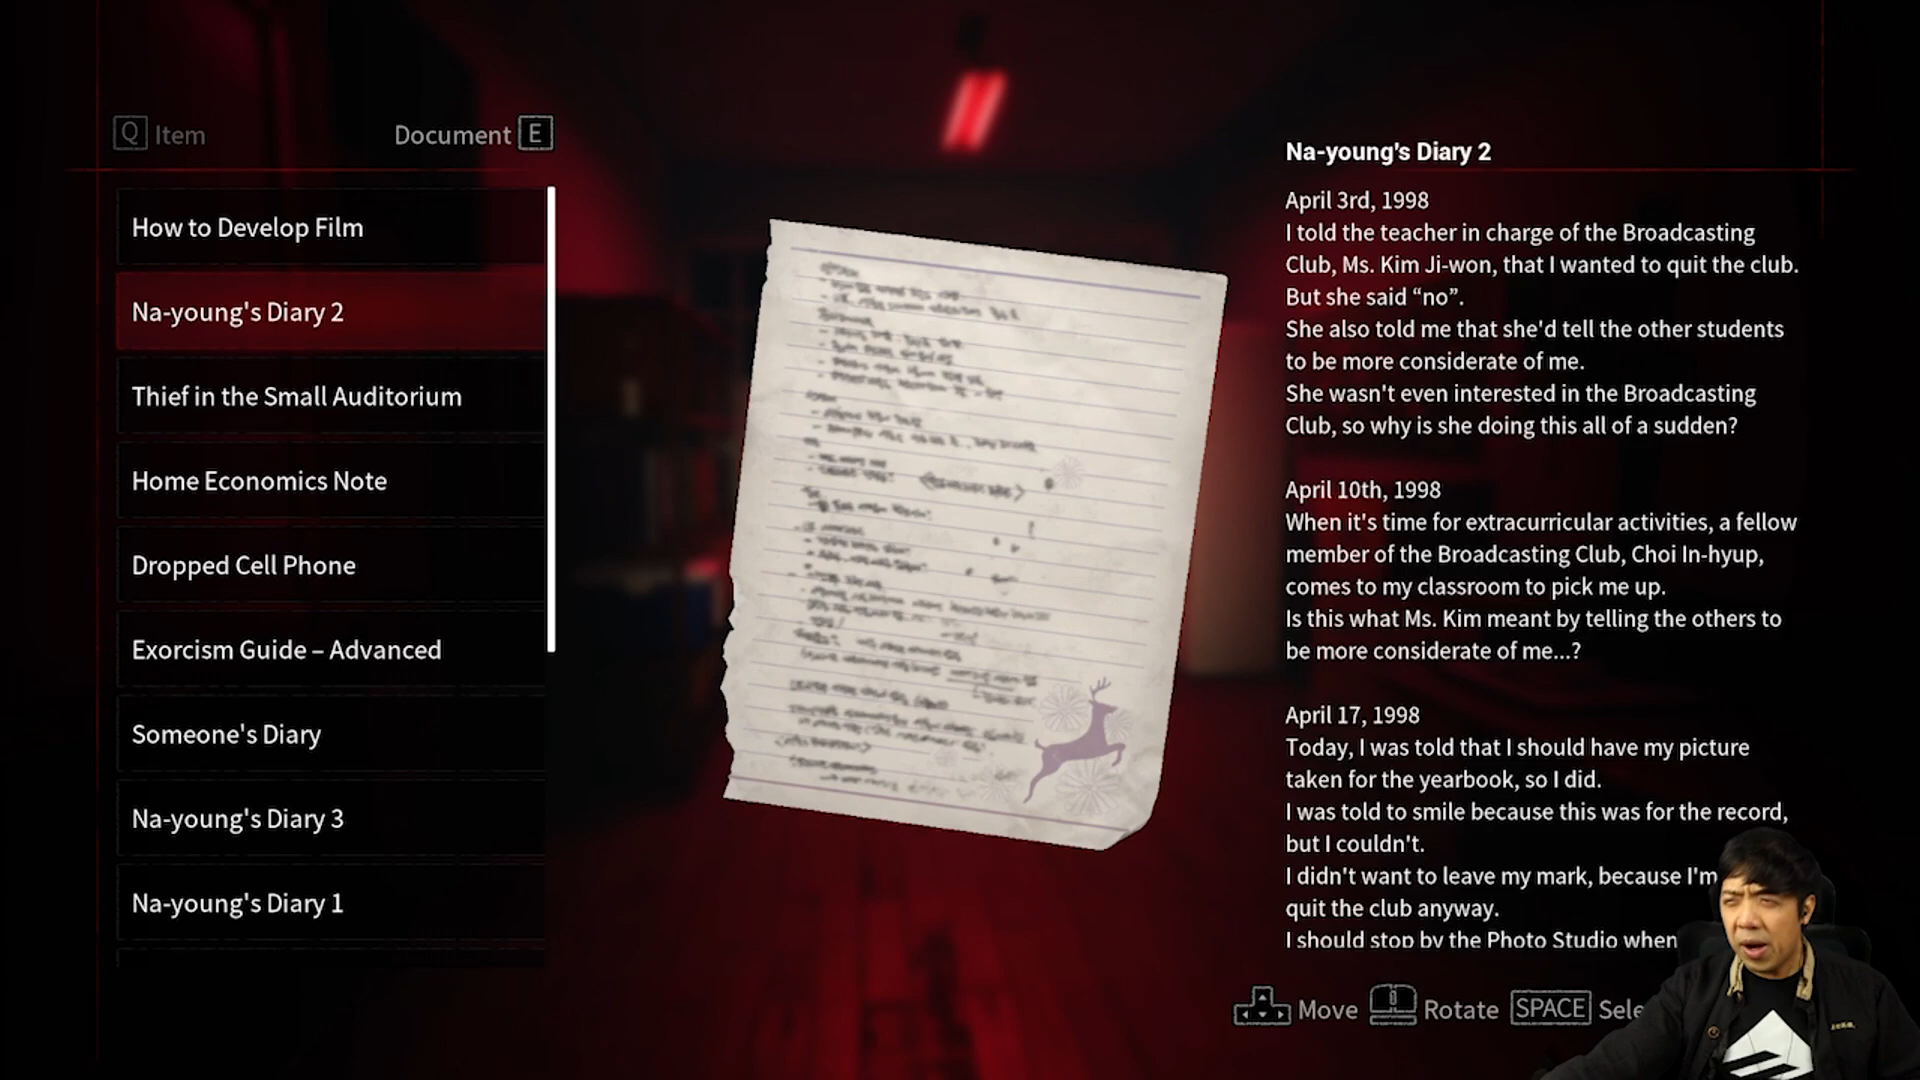 Q Item
Document E
How to Develop Film
Na-young's Diary 2
Thief in the Small Auditorium
Home Economics Note
Dropped Cell Phone
Exorcism Guide – Advanced
Someone's Diary
Na-young's Diary 3
Na-young's Diary 1
Na-young's Diary 2
April 3rd, 1998
I told the teacher in charge of the Broadcasting
Club, Ms. Kim Ji-won, that I wanted to quit the club.
But she said “no”.
She also told me that she'd tell the other students
to be more considerate of me.
She wasn't even interested in the Broadcasting
Club, so why is she doing this all of a sudden?
April 10th, 1998
When it's time for extracurricular activities, a fellow
member of the Broadcasting Club, Choi In-hyup,
comes to my classroom to pick me up.
Is this what Ms. Kim meant by telling the others to
be more considerate of me...?
April 17, 1998
Today, I was told that I should have my picture
taken for the yearbook, so I did.
I was told to smile because this was for the record,
but I couldn't.
I didn't want to leave my mark, because I'm
quit the club anyway.
I should stop by the Photo Studio when
Move Rotate SPACE Sele